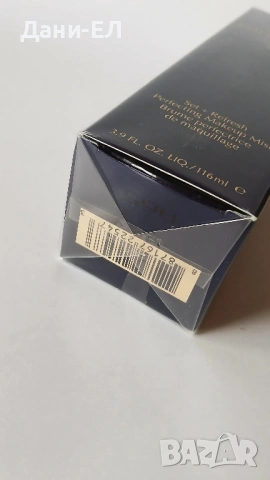 Дани-ЕЛ
Set + Refresh
Perfecting Makeup Mist
Brume perfectrice
de maquillage
3.9 FL. OZ. LIQ./116ml e
BAZAR